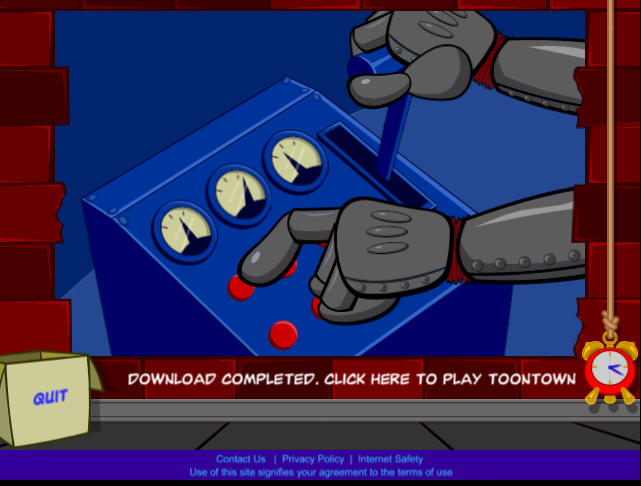 DOWNLOAD COMPLETED. CLICK HERE TO PLAY TOONTOWN
QUIT
Contact Us | Privacy Policy | Internet Safety
Use of this site signifies your agreement to the terms of use